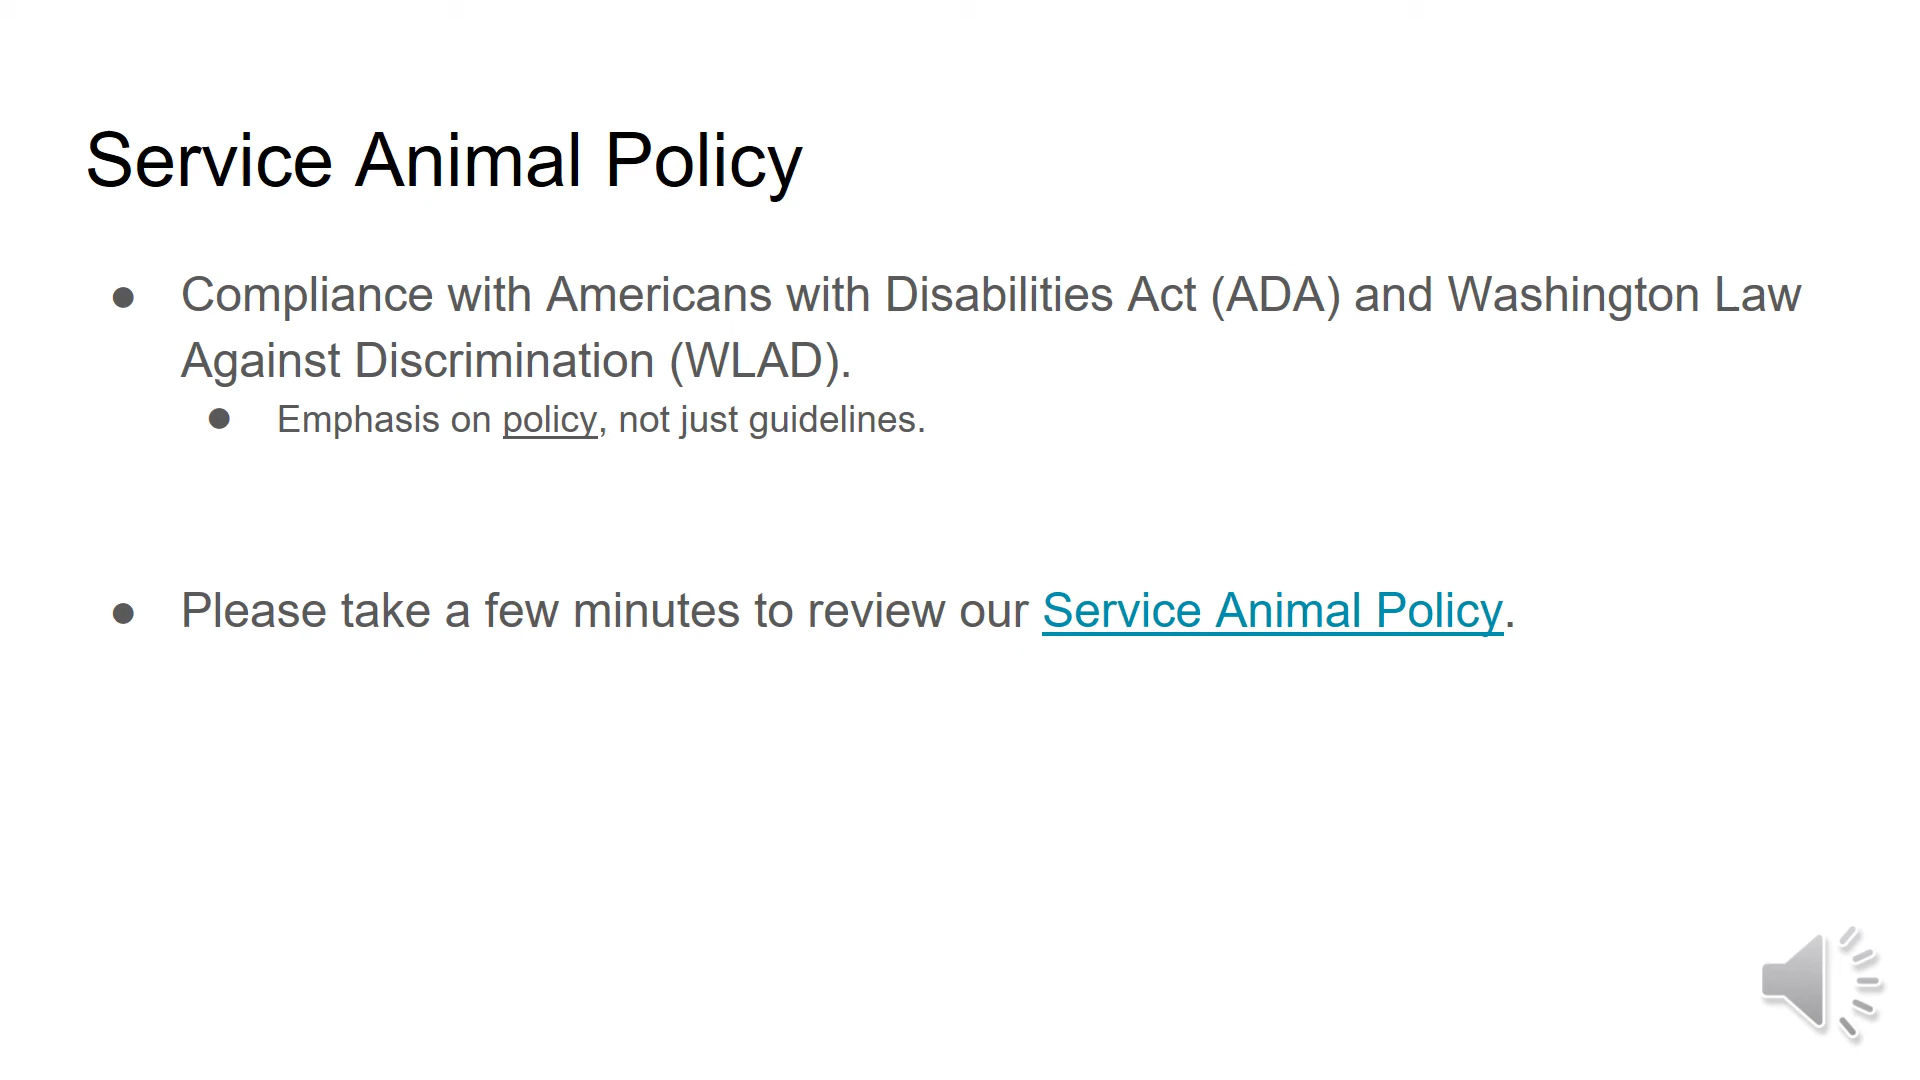 Service Animal Policy
● Compliance with Americans with Disabilities Act (ADA) and Washington Law
Against Discrimination (WLAD).
● Emphasis on policy, not just guidelines.
● Please take a few minutes to review our Service Animal Policy.